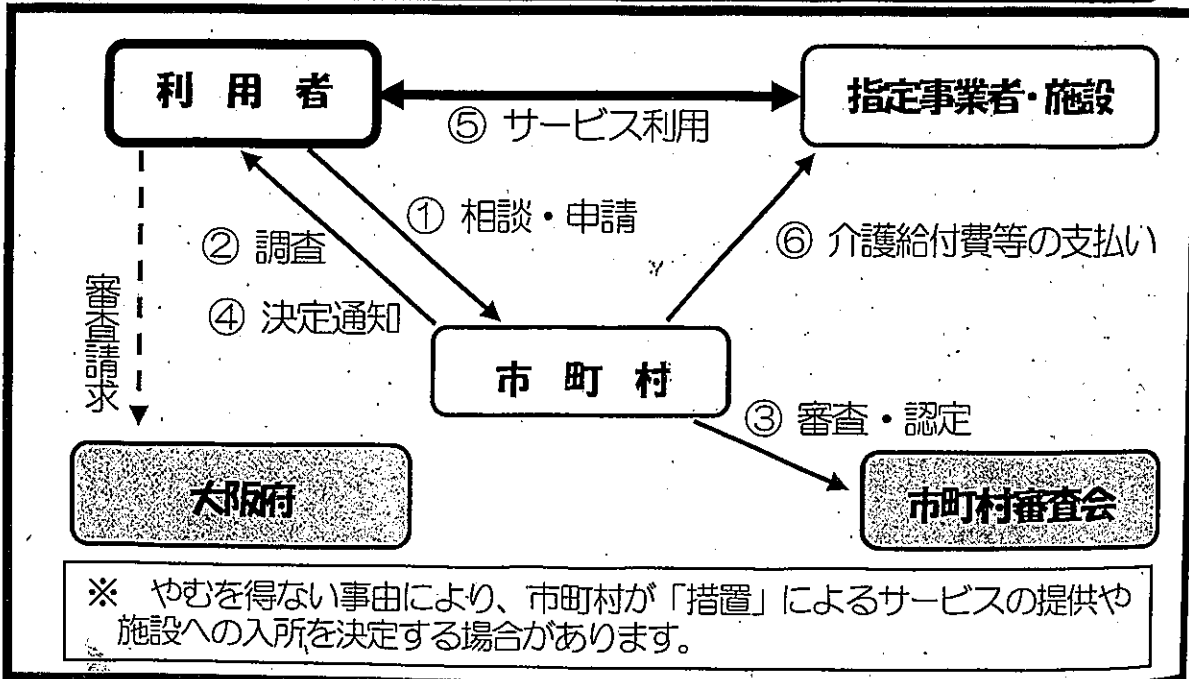 利用者
指定事業者・施設
⑤ サービス利用
① 相談・申請
② 調査
⑥ 介護給付費等の支払い
④ 決定通知
審査請求
市町村
③ 審査・認定
大阪府
市町村審査会
※ やむを得ない事由により、市町村が「措置」によるサービスの提供や
施設への入所を決定する場合があります。